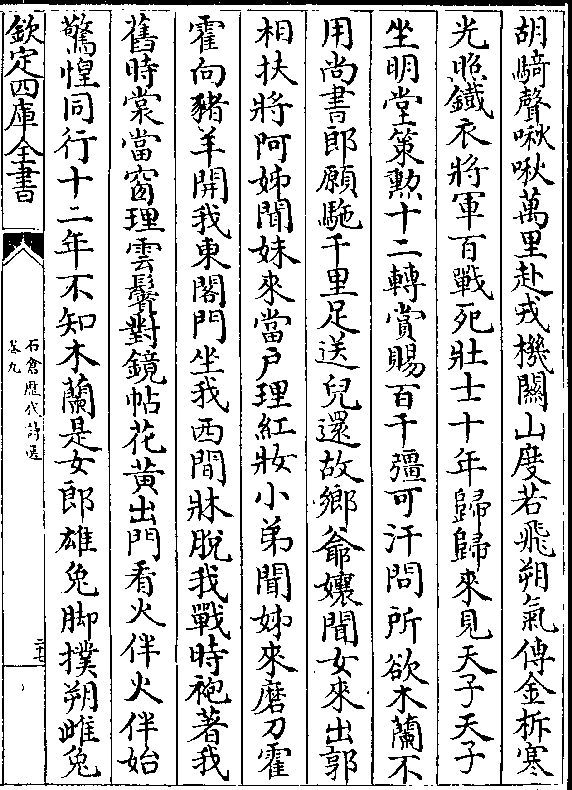 胡騎聲啾啾萬里赴戎機關山度若飛朔氣傳金柝寒
光照鐵衣將軍百戰死壯士十年歸歸來見天子天子
坐明堂策勲十二轉賞賜百千彊可汗問所欲木蘭不
用尚書郎願馳千里足送兒還故鄉爺孃聞女來出郭
相扶將阿姊聞妹來當户理紅妝小弟聞姊來磨刀霍
霍向豬羊開我東閣門坐我西間牀脫我戰時袍著我
舊時裳當窗理雲鬢對鏡帖花黃出門看火伴火伴始
驚惶同行十二年不知木蘭是女郎雄兔脚撲朔雌兔
欽定四庫全書
石倉歷代詩選
卷九
二十七